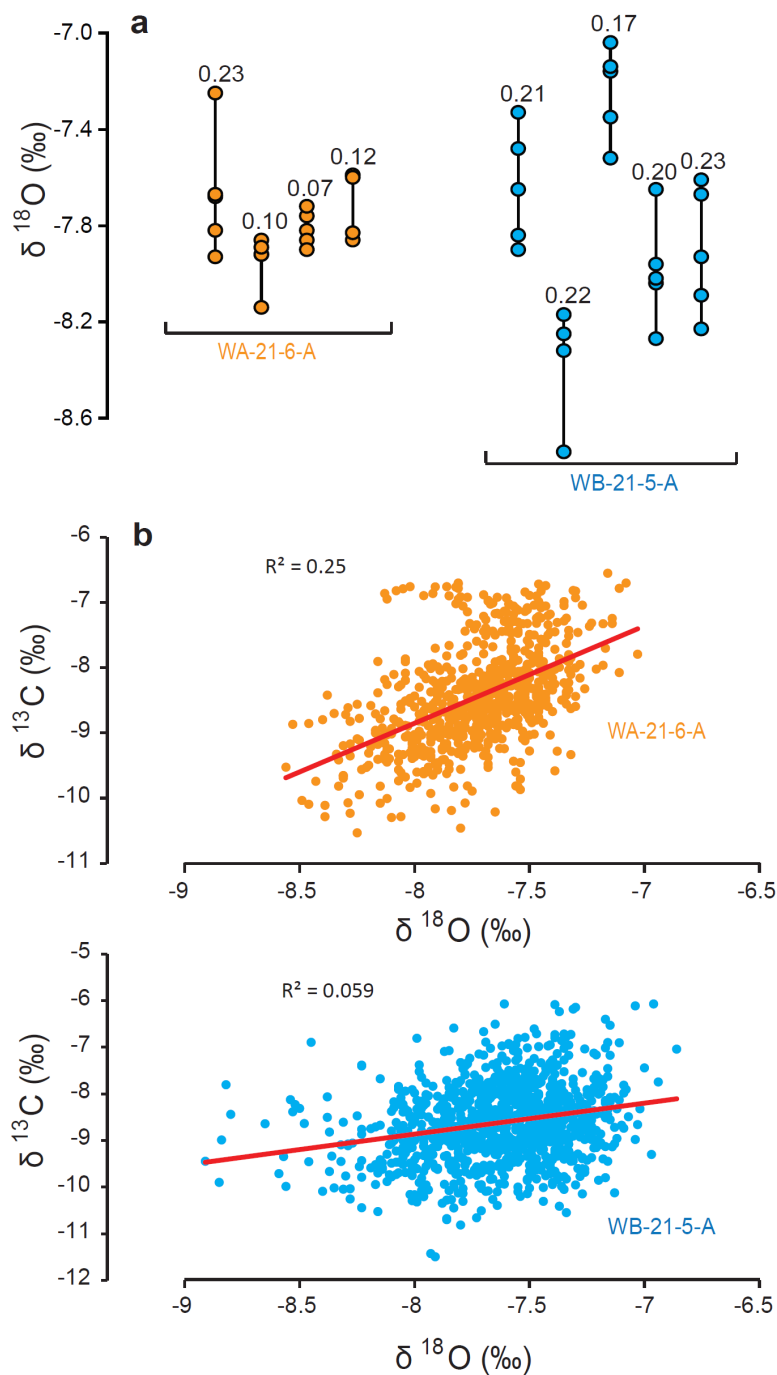 a
δ ¹⁸O (‰)
-7.0
-7.4
-7.8
-8.2
-8.6
0.23
0.10
0.07
0.12
0.21
0.22
0.17
0.20
0.23
WA-21-6-A
WB-21-5-A
b
δ ¹³C (‰)
-6
-7
-8
-9
-10
-11
R² = 0.25
WA-21-6-A
-9 -8.5 -8 -7.5 -7 -6.5
δ ¹⁸O (‰)
δ ¹³C (‰)
-5
-6
-7
-8
-9
-10
-11
-12
R² = 0.059
WB-21-5-A
-9 -8.5 -8 -7.5 -7 -6.5
δ ¹⁸O (‰)